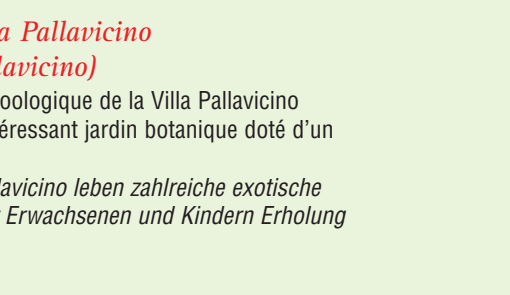 a Pallavicino
lavicino)
oologique de la Villa Pallavicino
éressant jardin botanique doté d'un
lavicino leben zahlreiche exotische
Erwachsenen und Kindern Erholung